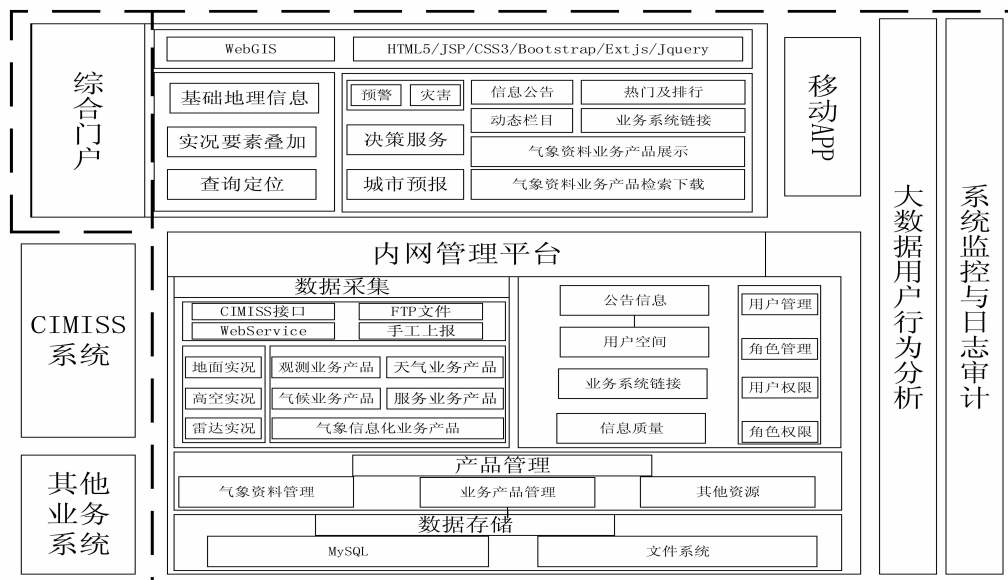 综合门户
WebGIS
HTML5/JSP/CSS3/Bootstrap/Extjs/Jquery
基础地理信息
实况要素叠加
查询定位
预警
灾害
决策服务
城市预报
信息公告
热门及排行
动态栏目
业务系统链接
气象资料业务产品展示
气象资料业务产品检索下载
移动APP
大数据用户行为分析
系统监控与日志审计
CIMISS
系统
其他
业务
系统
内网管理平台
数据采集
CIMISS接口
FTP文件
WebService
手工上报
地面实况
高空实况
雷达实况
观测业务产品
天气业务产品
气候业务产品
服务业务产品
气象信息化业务产品
公告信息
用户空间
业务系统链接
信息质量
用户管理
角色管理
用户权限
角色权限
产品管理
气象资料管理
业务产品管理
其他资源
数据存储
MySQL
文件系统